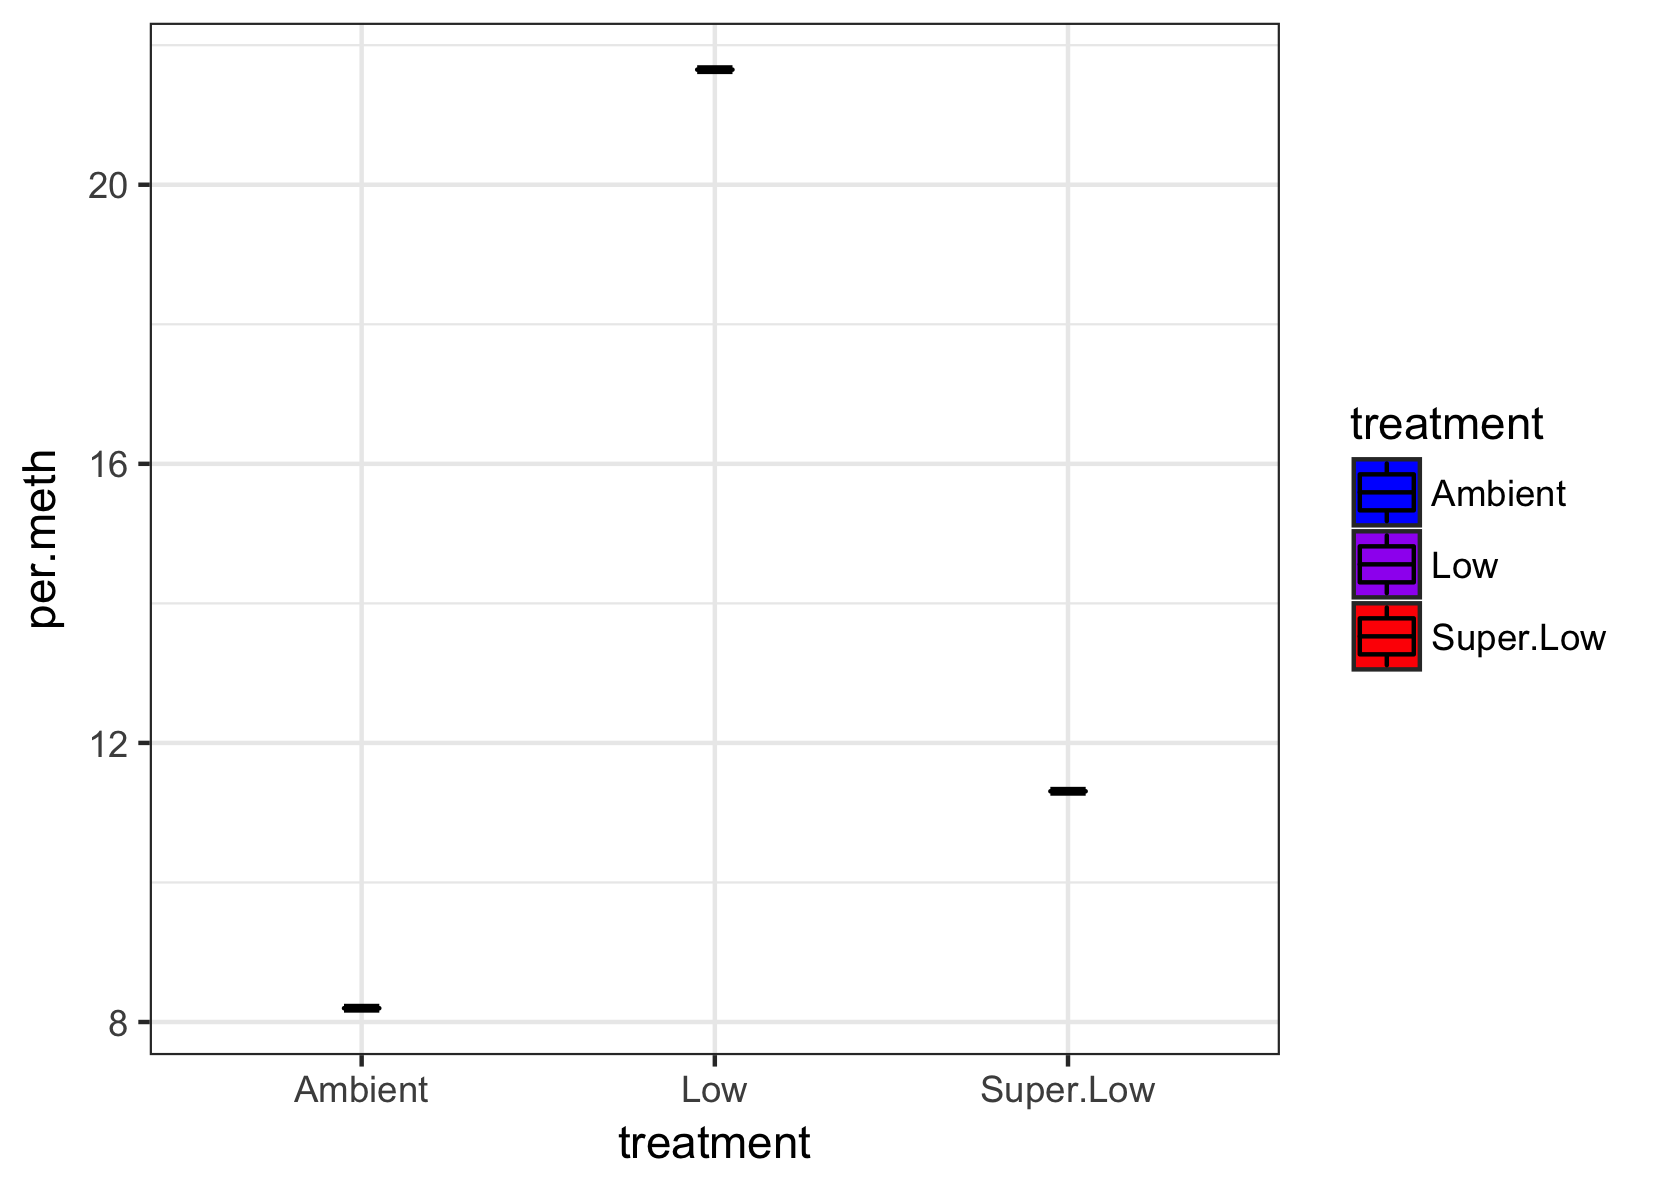 per.meth
20
16
12
8
Ambient
Low
Super.Low
treatment
treatment
Ambient
Low
Super.Low